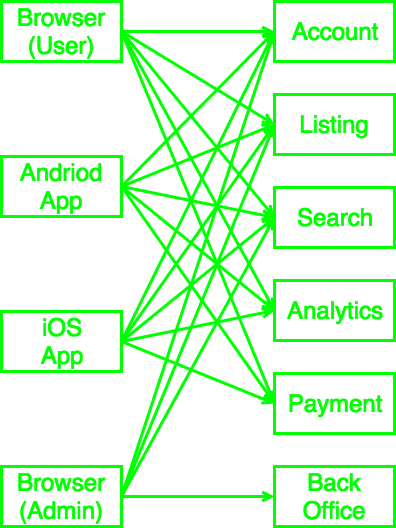 Browser
(User)
Account
Listing
Andriod
App
Search
iOS
App
Analytics
Payment
Browser
(Admin)
Back
Office